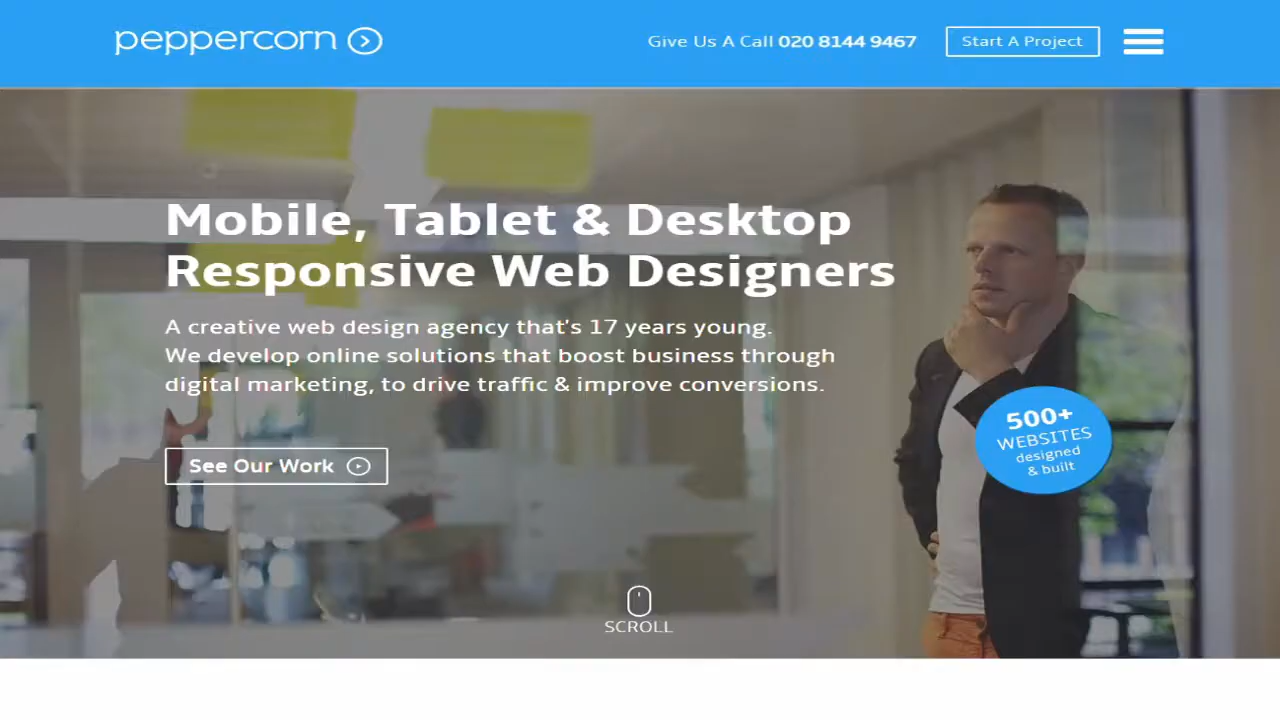 peppercorn
Give Us A Call 020 8144 9467
Start A Project
Mobile, Tablet & Desktop
Responsive Web Designers
A creative web design agency that's 17 years young.
We develop online solutions that boost business through
digital marketing, to drive traffic & improve conversions.
500+
WEBSITES
designed
& built
See Our Work
SCROLL